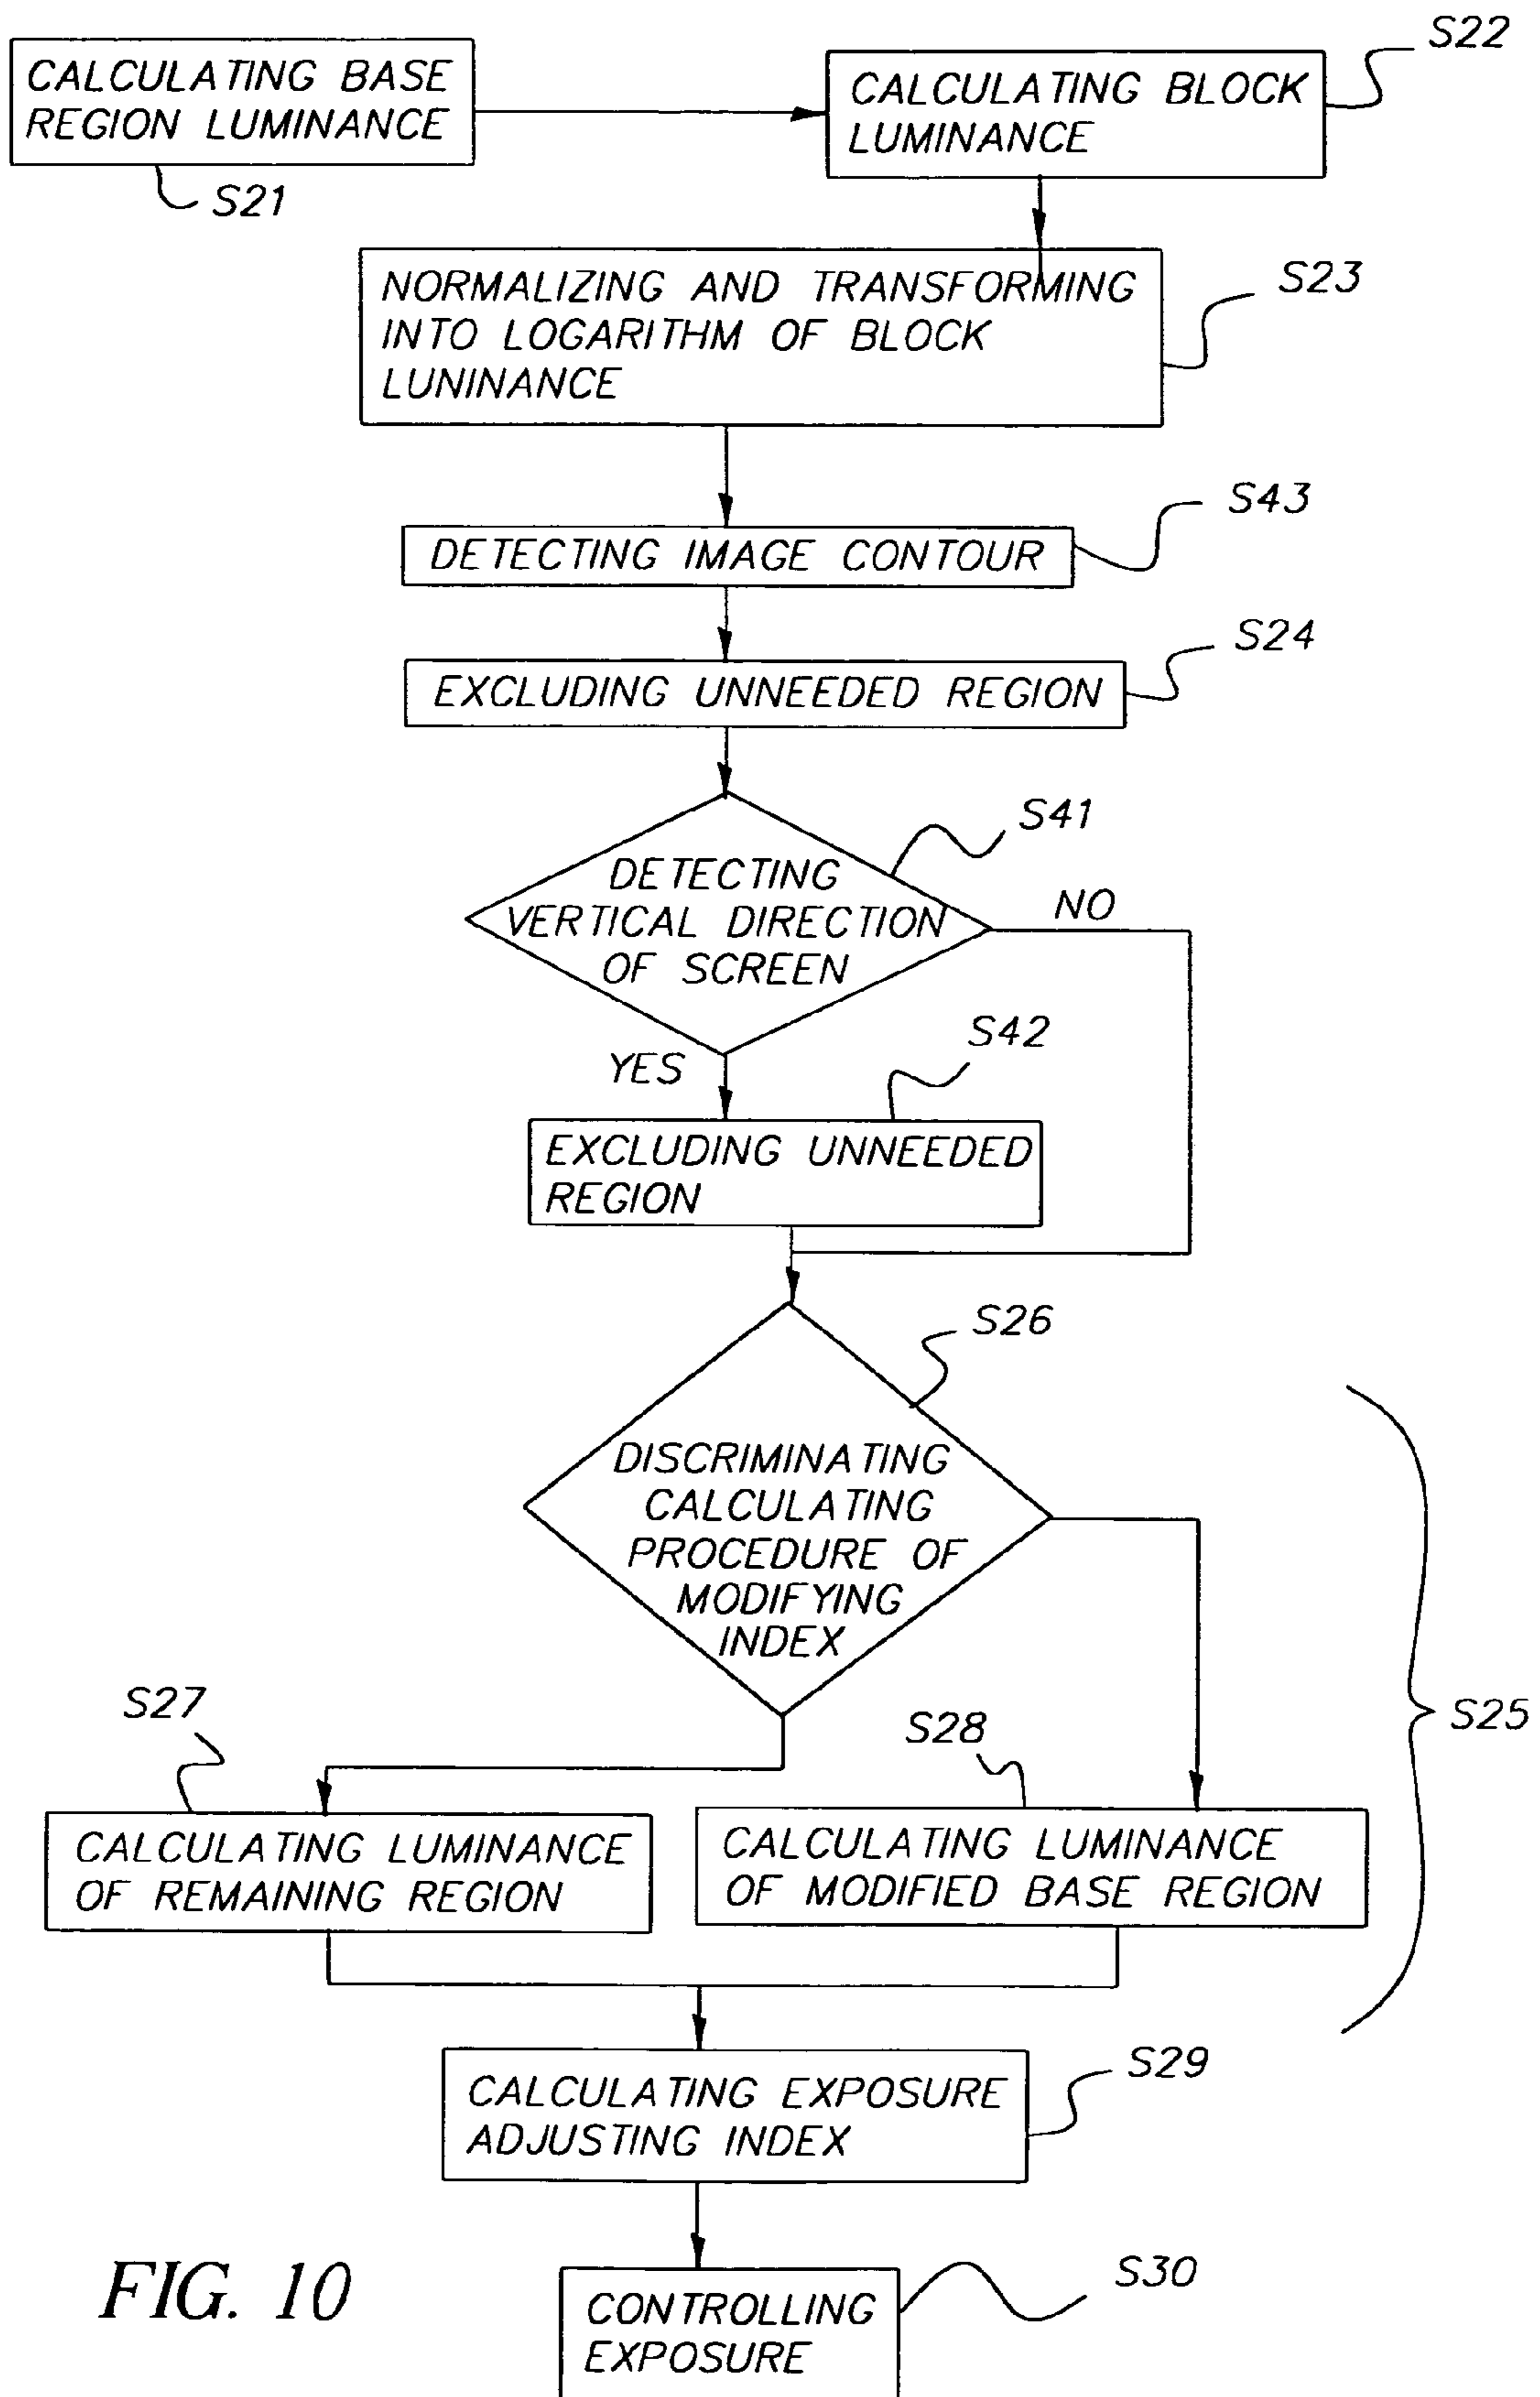 CALCULATING BASE
REGION LUMINANCE
S21
CALCULATING BLOCK
LUMINANCE
S22
NORMALIZING AND TRANSFORMING
INTO LOGARITHM OF BLOCK
LUNINANCE
S23
DETECTING IMAGE CONTOUR
S43
EXCLUDING UNNEEDED REGION
S24
DETECTING
VERTICAL DIRECTION
OF SCREEN
S41
NO
YES
S42
EXCLUDING UNNEEDED
REGION
S26
DISCRIMINATING
CALCULATING
PROCEDURE OF
MODIFYING
INDEX
S25
S27
CALCULATING LUMINANCE
OF REMAINING REGION
S28
CALCULATING LUMINANCE
OF MODIFIED BASE REGION
S29
CALCULATING EXPOSURE
ADJUSTING INDEX
S30
CONTROLLING
EXPOSURE
FIG. 10